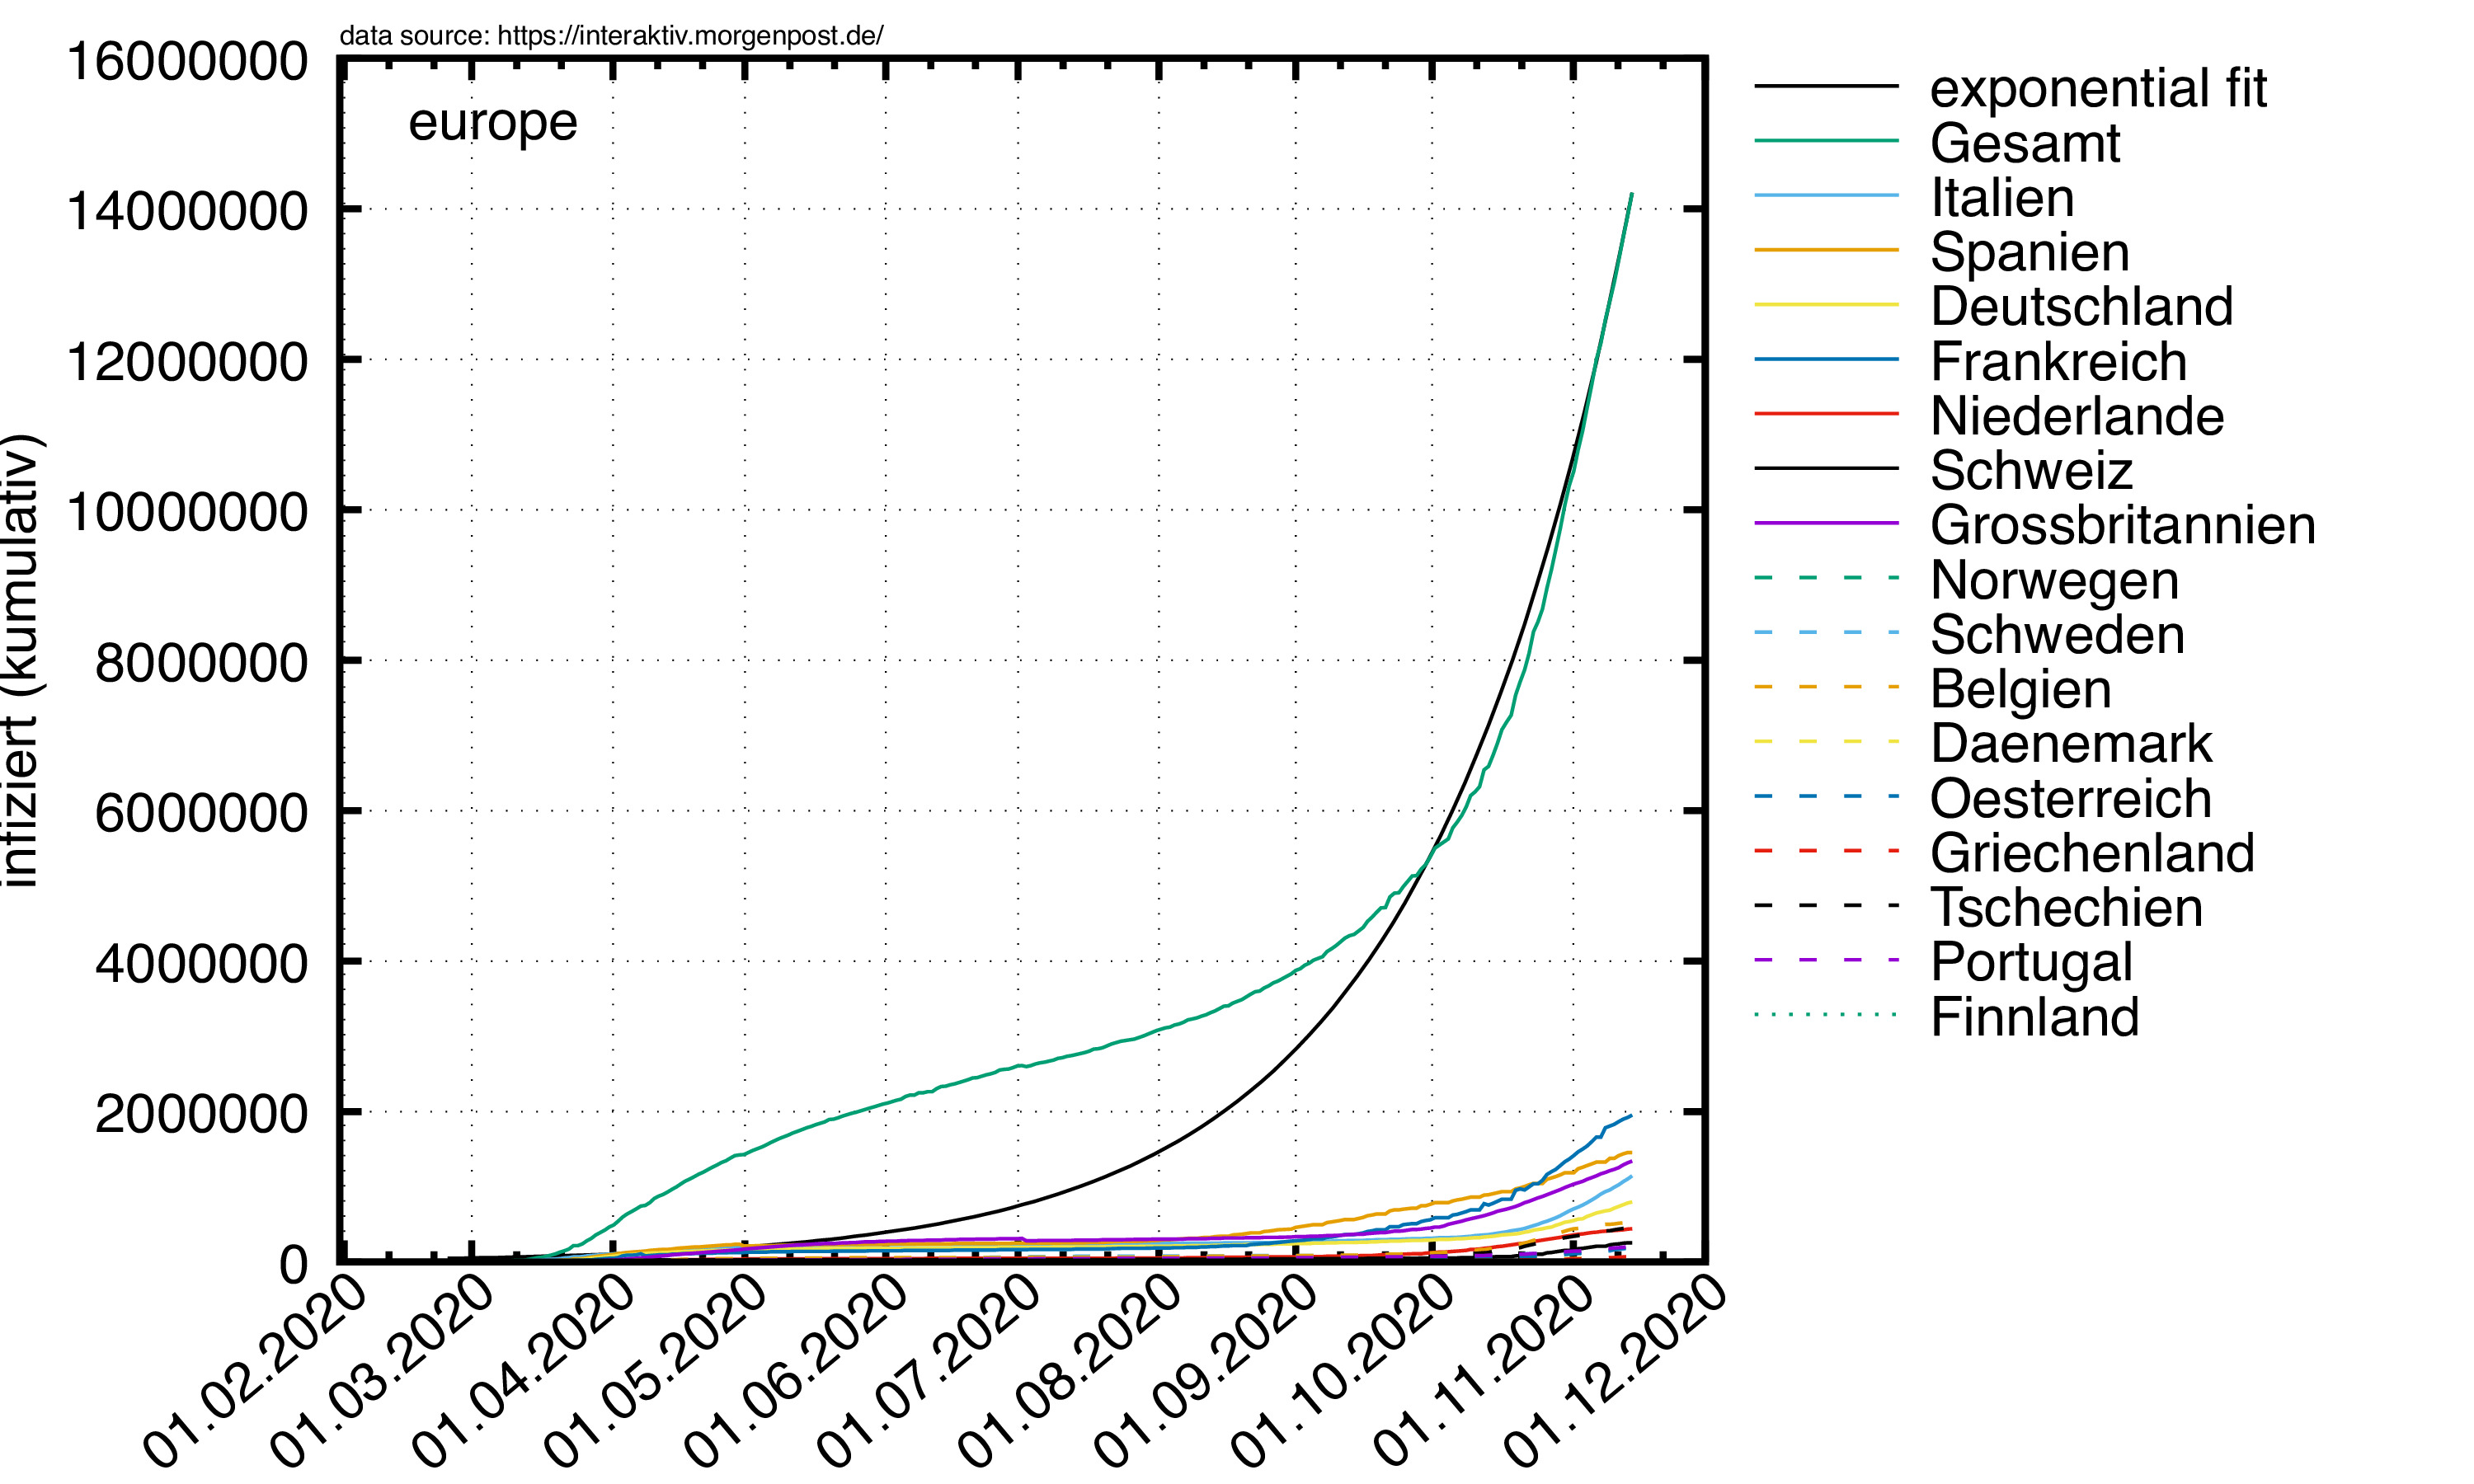 data source: https://interaktiv.morgenpost.de/
europe
infiziert (kumulativ)
16000000
14000000
12000000
10000000
8000000
6000000
4000000
2000000
0
01.02.2020
01.03.2020
01.04.2020
01.05.2020
01.06.2020
01.07.2020
01.08.2020
01.09.2020
01.10.2020
01.11.2020
01.12.2020
exponential fit
Gesamt
Italien
Spanien
Deutschland
Frankreich
Niederlande
Schweiz
Grossbritannien
Norwegen
Schweden
Belgien
Daenemark
Oesterreich
Griechenland
Tschechien
Portugal
Finnland